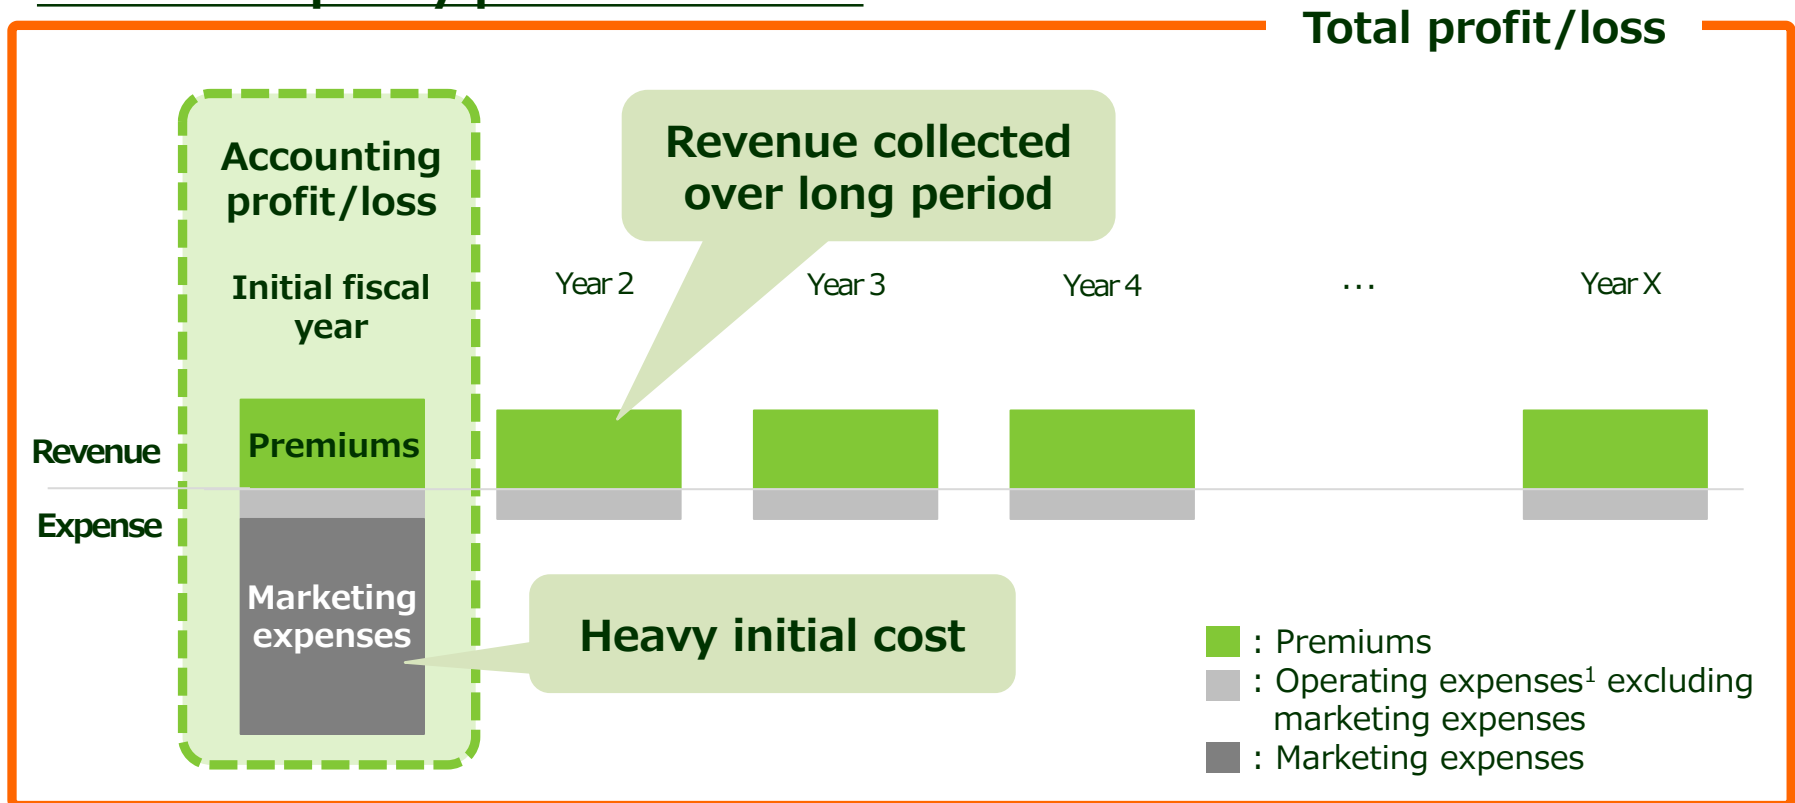 Total profit/loss
Accounting
profit/loss
Revenue collected
over long period
Initial fiscal
year
Year 2
Year 3
Year 4
...
Year X
Premiums
Revenue
Expense
Marketing
expenses
Heavy initial cost
: Premiums
: Operating expenses¹ excluding
marketing expenses
: Marketing expenses